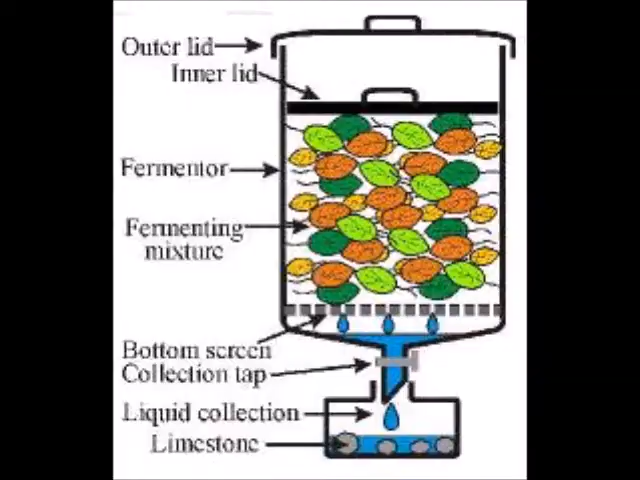 Outer lid
Inner lid
Fermentor
Fermenting
mixture
Bottom screen
Collection tap
Liquid collection
Limestone